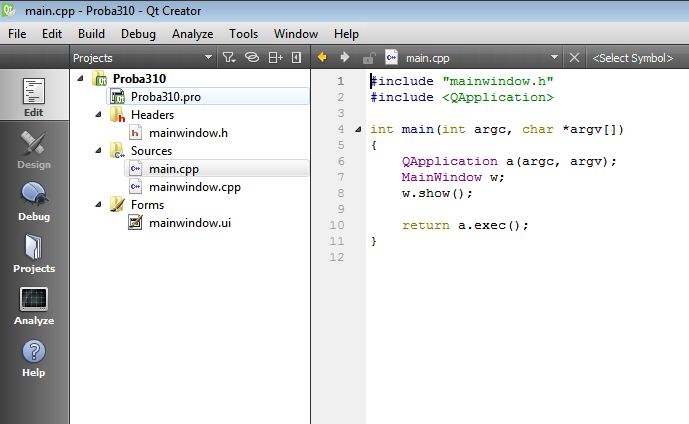 main.cpp - Proba310 - Qt Creator
File Edit Build Debug Analyze Tools Window Help
Projects
main.cpp
<Select Symbol>
Edit
Design
Debug
Projects
Analyze
Help
Proba310
Proba310.pro
Headers
mainwindow.h
Sources
main.cpp
mainwindow.cpp
Forms
mainwindow.ui
1 #include "mainwindow.h"
2 #include <QApplication>
3
4 int main(int argc, char *argv[])
5 {
6 QApplication a(argc, argv);
7 MainWindow w;
8 w.show();
9
10 return a.exec();
11 }
12